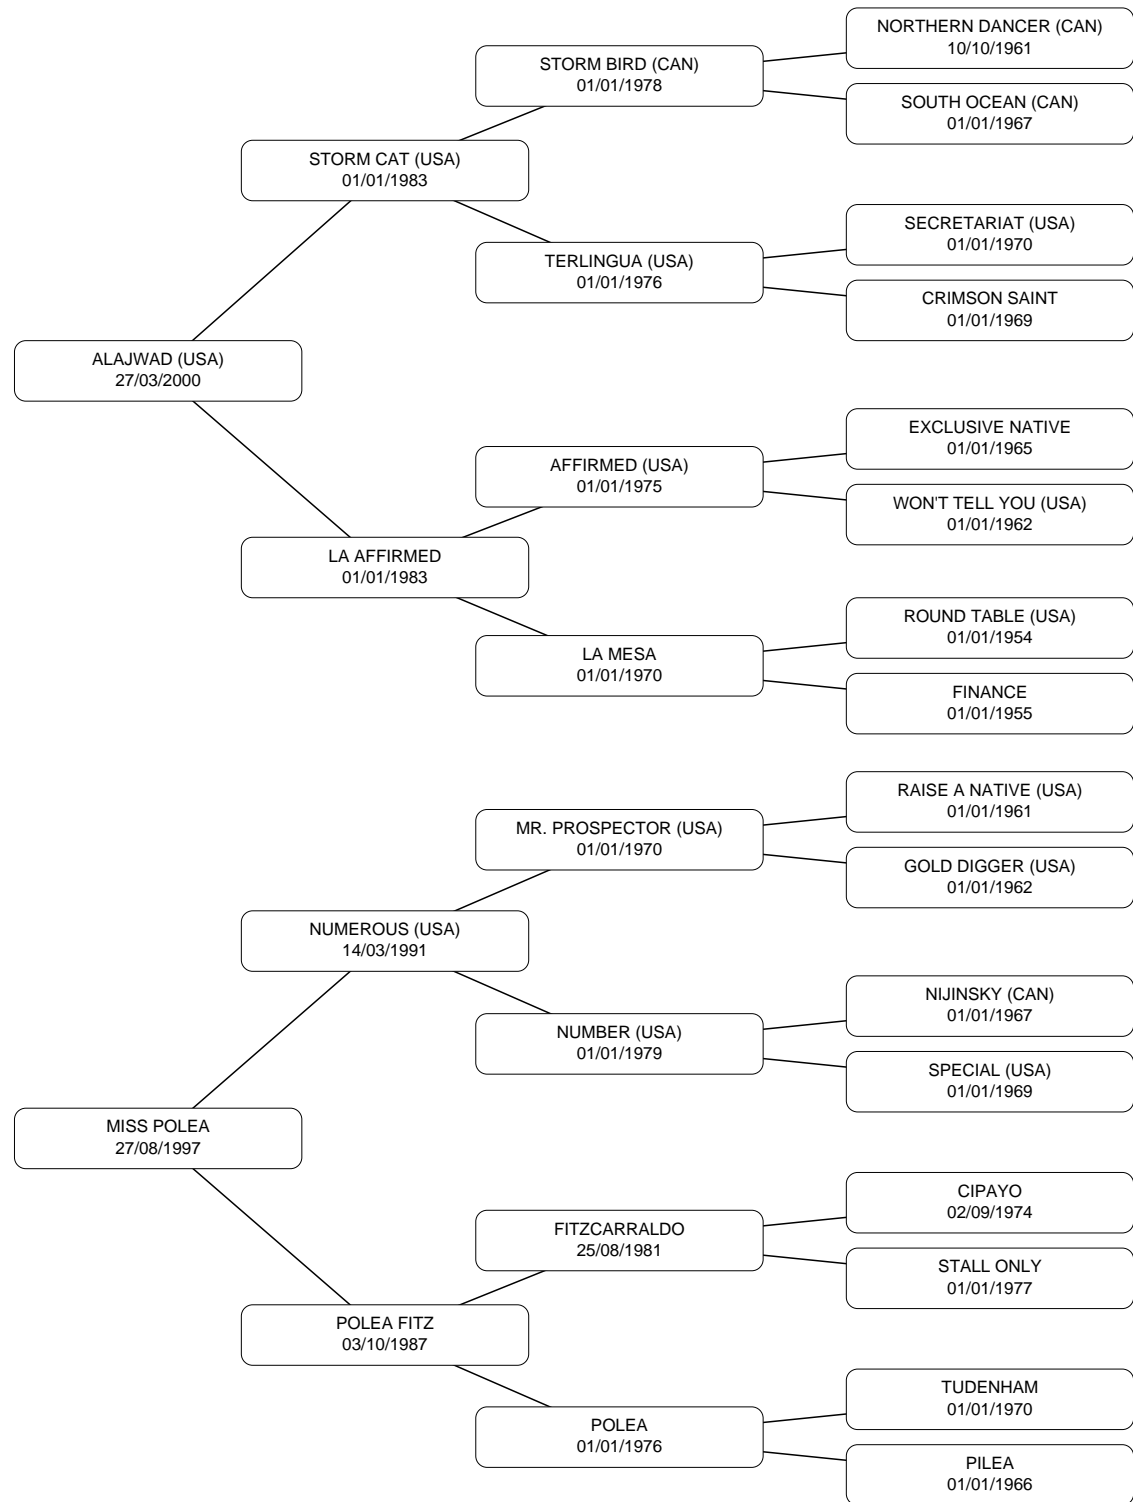 NORTHERN DANCER (CAN)
10/10/1961
STORM BIRD (CAN)
01/01/1978
SOUTH OCEAN (CAN)
01/01/1967
STORM CAT (USA)
01/01/1983
SECRETARIAT (USA)
01/01/1970
TERLINGUA (USA)
01/01/1976
CRIMSON SAINT
01/01/1969
ALAJWAD (USA)
27/03/2000
EXCLUSIVE NATIVE
01/01/1965
AFFIRMED (USA)
01/01/1975
WON'T TELL YOU (USA)
01/01/1962
LA AFFIRMED
01/01/1983
ROUND TABLE (USA)
01/01/1954
LA MESA
01/01/1970
FINANCE
01/01/1955
RAISE A NATIVE (USA)
01/01/1961
MR. PROSPECTOR (USA)
01/01/1970
GOLD DIGGER (USA)
01/01/1962
NUMEROUS (USA)
14/03/1991
NIJINSKY (CAN)
01/01/1967
NUMBER (USA)
01/01/1979
SPECIAL (USA)
01/01/1969
MISS POLEA
27/08/1997
CIPAYO
02/09/1974
FITZCARRALDO
25/08/1981
STALL ONLY
01/01/1977
POLEA FITZ
03/10/1987
TUDENHAM
01/01/1970
POLEA
01/01/1976
PILEA
01/01/1966